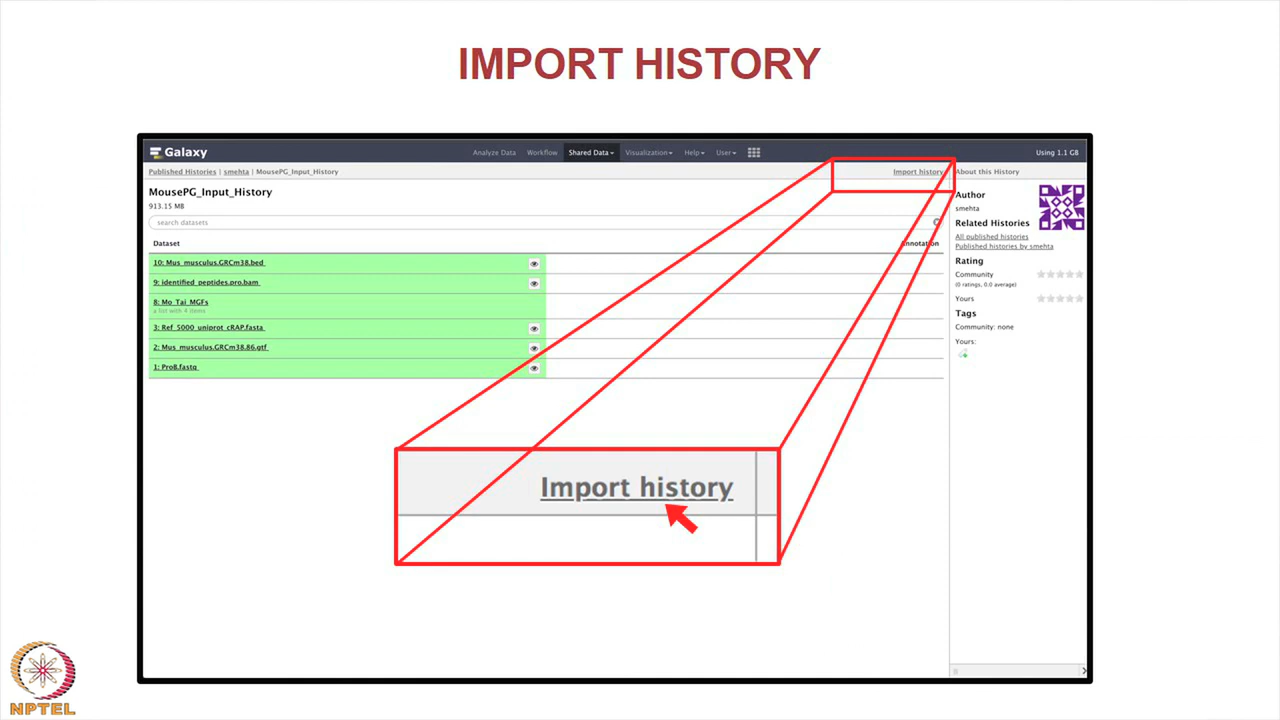 IMPORT HISTORY
Galaxy
Analyze Data Workflow Shared Data Visualization Help User
Using 1.1 GB
Published Histories | smehta | MousePG_Input_History
Import history
About this History
MousePG_Input_History
913.15 MB
search datasets
Dataset
Annotation
10: Mus_musculus.GRCm38.bed
9: identified_peptides.pro.bam
8: Mo_Tai_MGFs
a list with 4 items
3: Ref_5000_uniprot_cRAP.fasta
2: Mus_musculus.GRCm38.86.gtf
1: ProB.fastq
Author
smehta
Related Histories
All published histories
Published histories by smehta
Rating
Community
(0 ratings, 0.0 average)
Yours
Tags
Community: none
Yours:
Import history
NPTEL